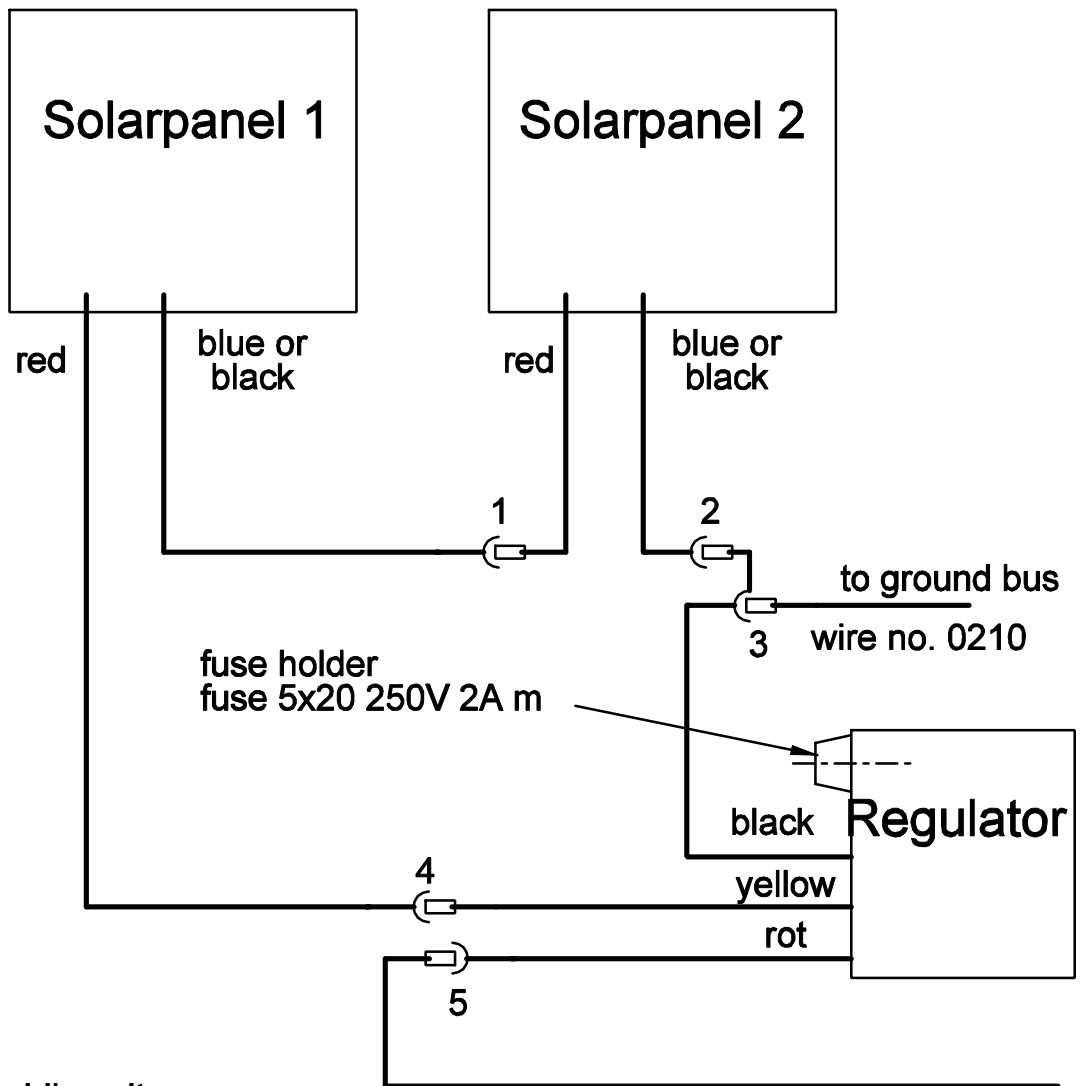 Solarpanel 1
Solarpanel 2
red
blue or
black
red
blue or
black
1
2
to ground bus
3
wire no. 0210
fuse holder
fuse 5x20 250V 2A m
Regulator
black
4
yellow
rot
5